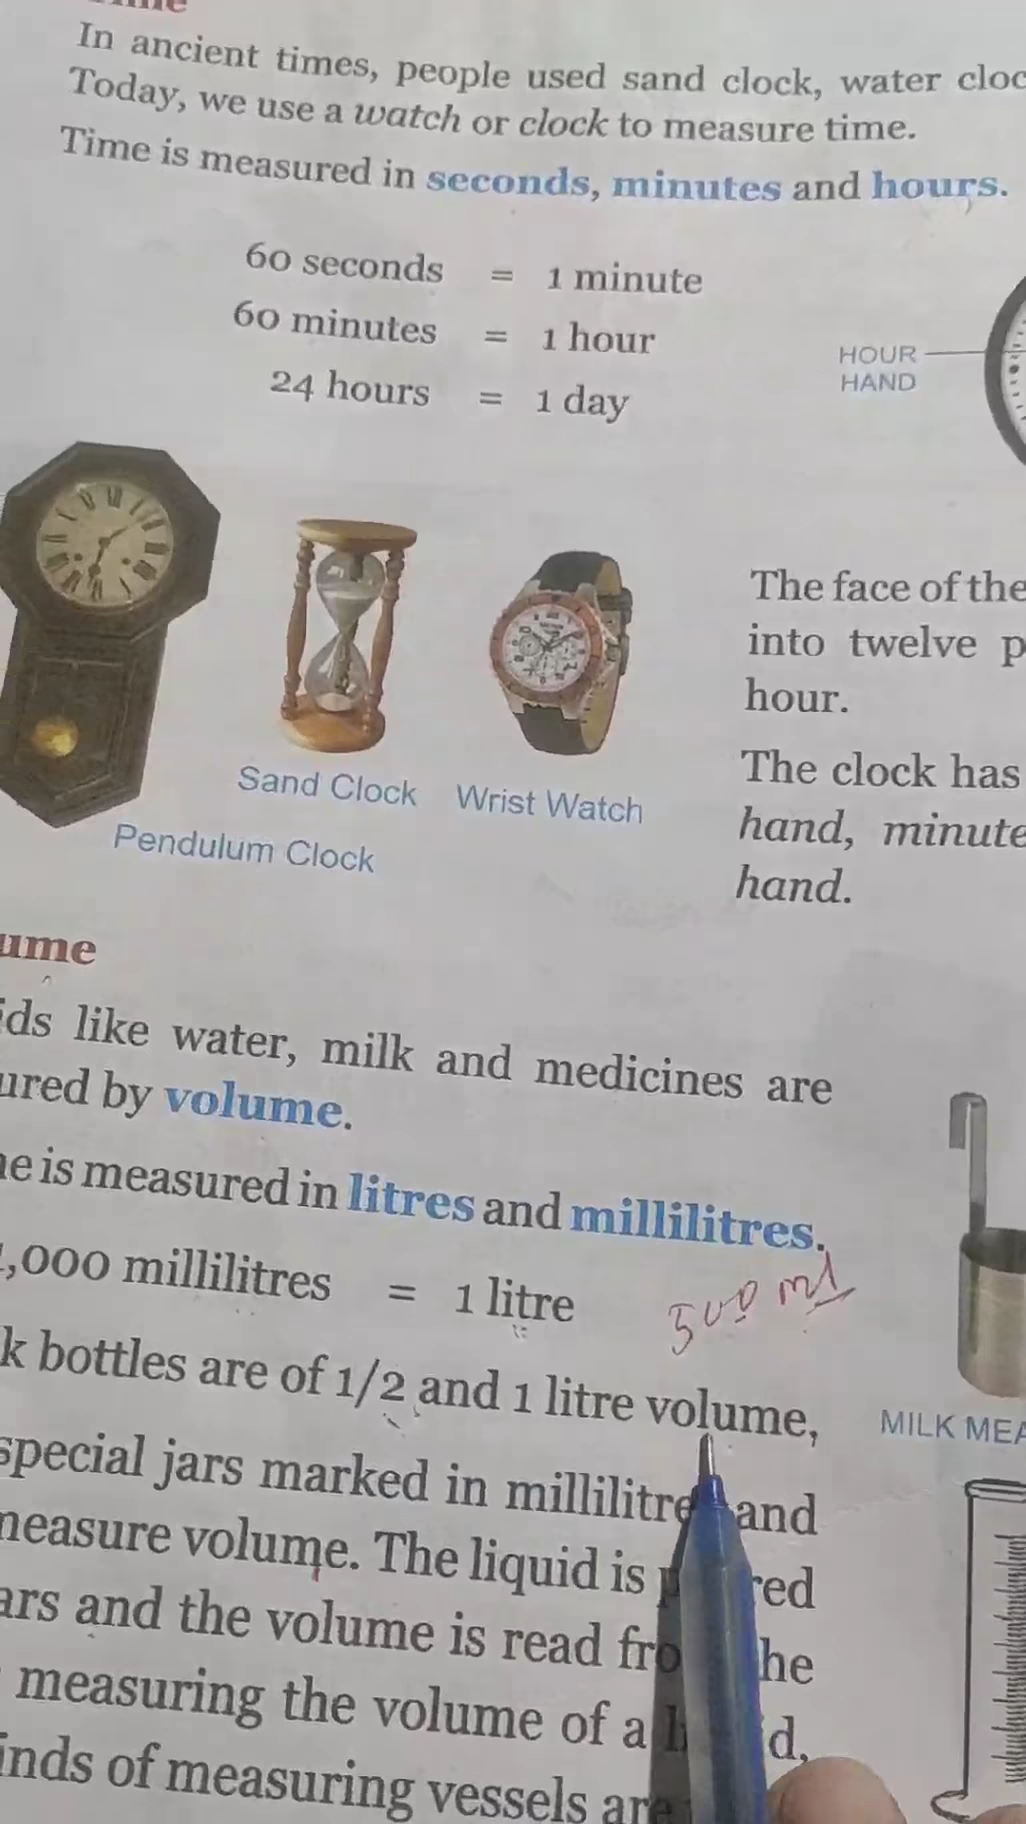 In ancient times, people used sand clock, water cloc
Today, we use a watch or clock to measure time.
Time is measured in seconds, minutes and hours.
60 seconds = 1 minute
60 minutes = 1 hour
24 hours = 1 day
HOUR
HAND
The face of the
into twelve p
hour.
The clock has
hand, minute
hand.
Sand Clock
Wrist Watch
Pendulum Clock
ume
ids like water, milk and medicines are
ured by volume.
ne is measured in litres and millilitres.
1,000 millilitres = 1 litre
500 ml
k bottles are of 1/2 and 1 litre volume,
special jars marked in millilitre and
measure volume. The liquid is
ars and the volume is read
measuring the volume of a
inds of measuring vessels are
MILK MEA